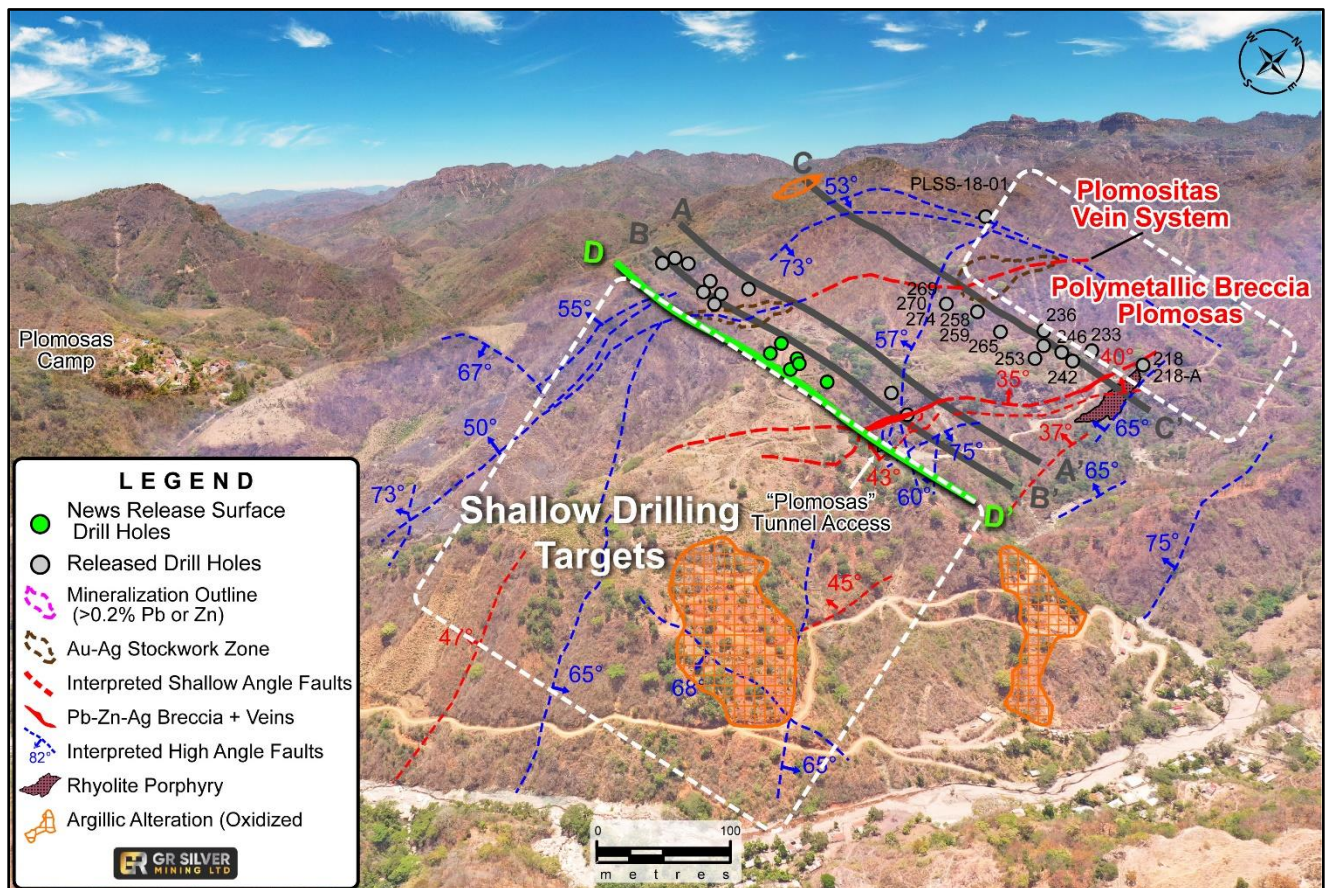 W
N
S
E
C
PLSS-18-01
53°
Plomositas
Vein System
A
B
D
73°
Polymetallic Breccia
Plomosas
269
270
274
258
259
265
57°
236
246
233
253
242
40°
218
218-A
55°
35°
67°
C'
65°
37°
50°
75°
A'
65°
43°
60°
B'
D'
73°
"Plomosas"
Tunnel Access
75°
Shallow Drilling
Targets
45°
47°
65°
68°
65°
Plomosas
Camp
LEGEND
News Release Surface
Drill Holes
Released Drill Holes
Mineralization Outline
(>0.2% Pb or Zn)
Au-Ag Stockwork Zone
Interpreted Shallow Angle Faults
Pb-Zn-Ag Breccia + Veins
Interpreted High Angle Faults
82°
Rhyolite Porphyry
Argillic Alteration (Oxidized
GR SILVER
MINING LTD
0 100
metres